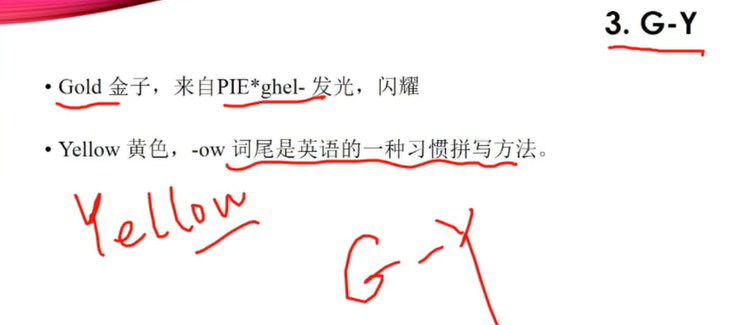 3. G-Y
• Gold 金子，来自PIE*ghel- 发光，闪耀
• Yellow 黄色，-ow 词尾是英语的一种习惯拼写方法。
Yellow
G-Y